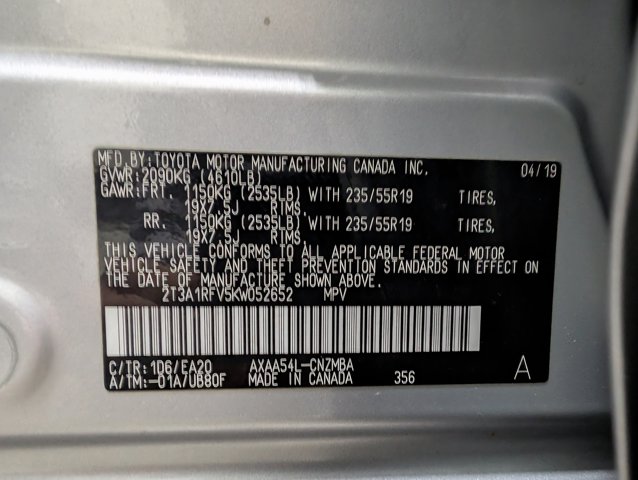 MFD.BY:TOYOTA MOTOR MANUFACTURING CANADA INC. 04/19
GVWR:2090KG (4610LB)
GAWR:FRT. 1150KG (2535LB) WITH 235/55R19 TIRES,
19X7.5J RIMS.
RR. 1150KG (2535LB) WITH 235/55R19 TIRES,
19X7.5J RIMS.
THIS VEHICLE CONFORMS TO ALL APPLICABLE FEDERAL MOTOR
VEHICLE SAFETY AND THEFT PREVENTION STANDARDS IN EFFECT ON
THE DATE OF MANUFACTURE SHOWN ABOVE.
2T3A1RFV5KW052652 MPV
C/TR:1D6/EA20 AXAA54L-CNZMBA
A/TM:-01A/UB80F MADE IN CANADA 356 A